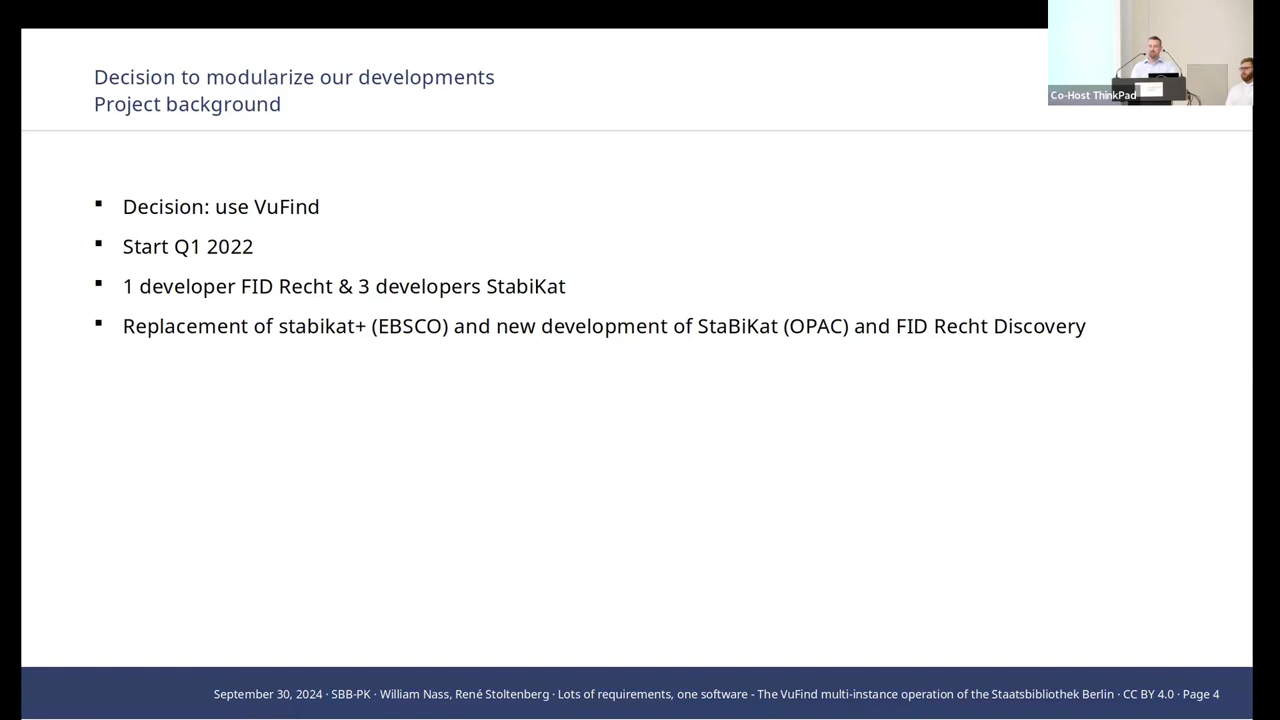 Co-Host ThinkPad
Decision to modularize our developments
Project background
Decision: use VuFind
Start Q1 2022
1 developer FID Recht & 3 developers StabiKat
Replacement of stabikat+ (EBSCO) and new development of StaBiKat (OPAC) and FID Recht Discovery
September 30, 2024 · SBB-PK · William Nass, René Stoltenberg · Lots of requirements, one software - The VuFind multi-instance operation of the Staatsbibliothek Berlin · CC BY 4.0 · Page 4